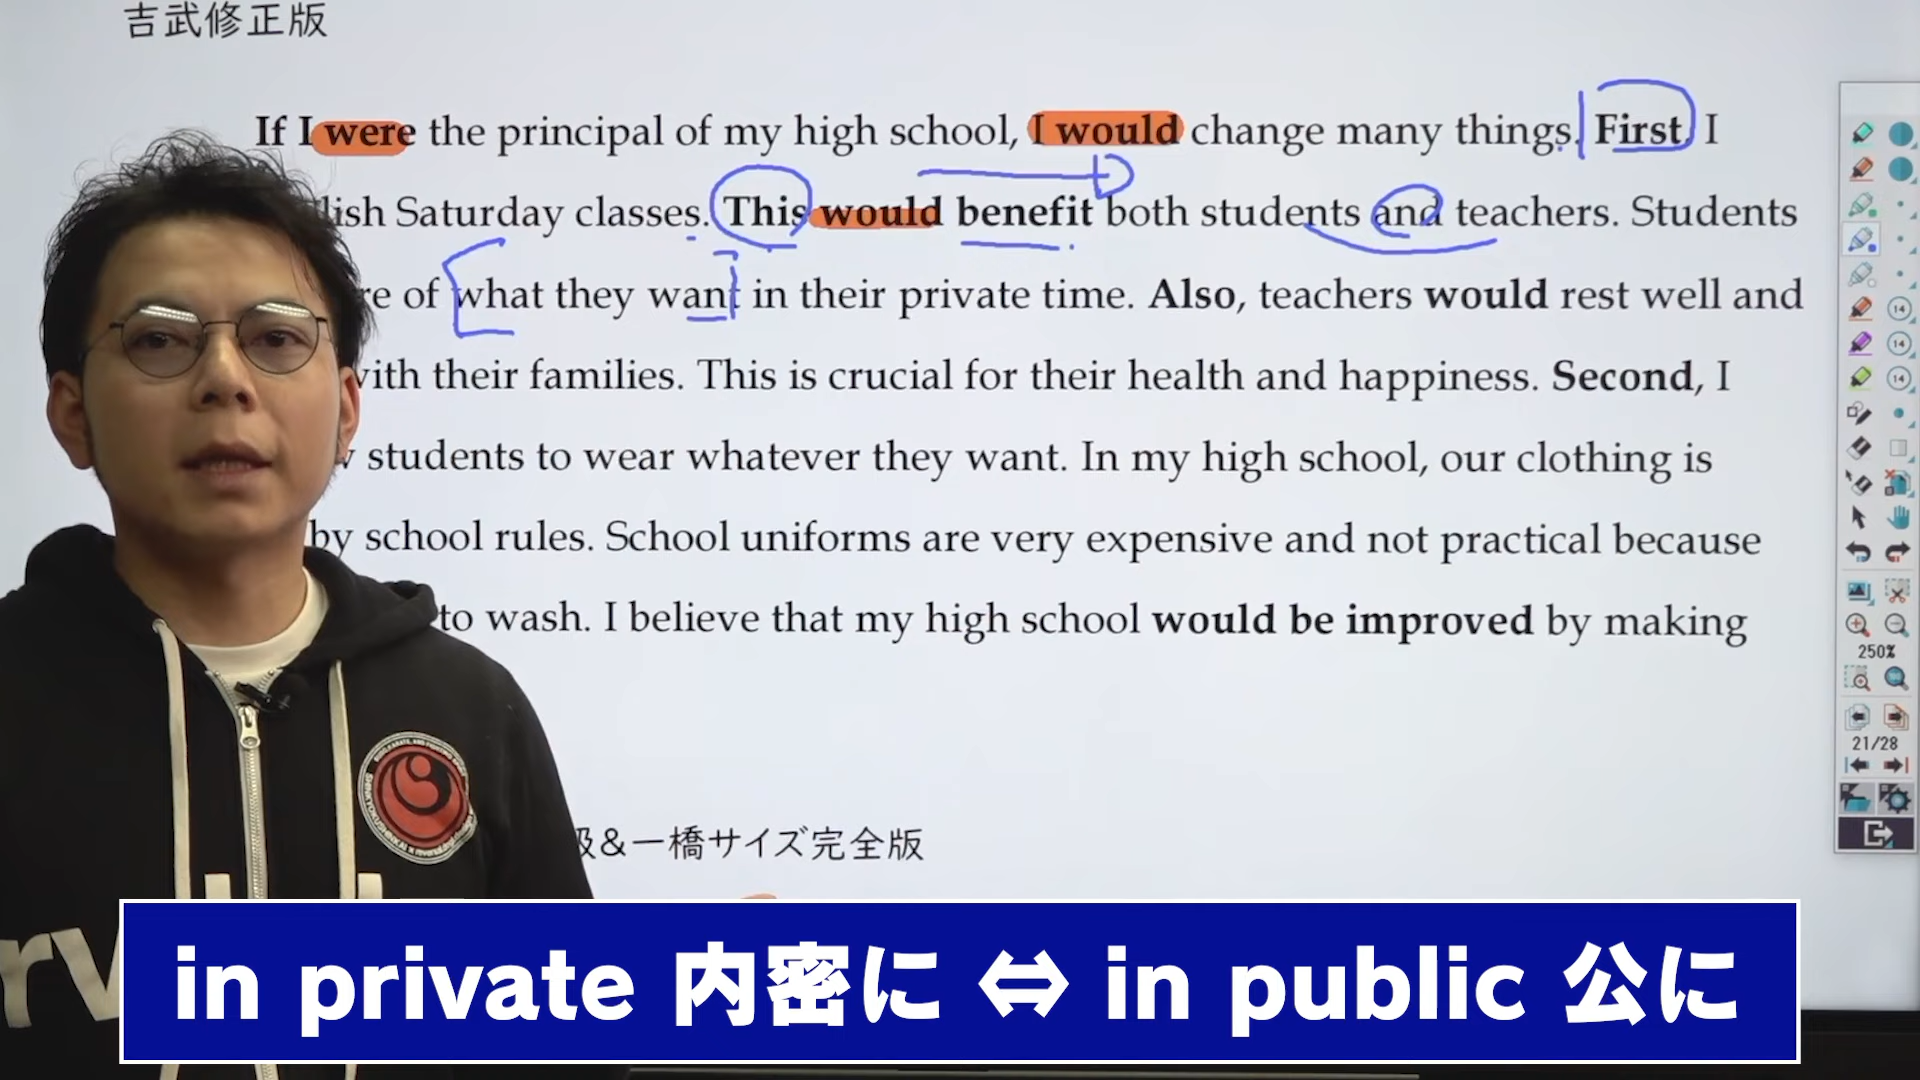 吉武修正版
If I were the principal of my high school, I would change many things. First, I
Saturday classes. This would benefit both students and teachers. Students
of what they want in their private time. Also, teachers would rest well and
with their families. This is crucial for their health and happiness. Second, I
students to wear whatever they want. In my high school, our clothing is
by school rules. School uniforms are very expensive and not practical because
to wash. I believe that my high school would be improved by making
&一橋サイズ完全版
250%
21/28
in private 内密に ⇔ in public 公に